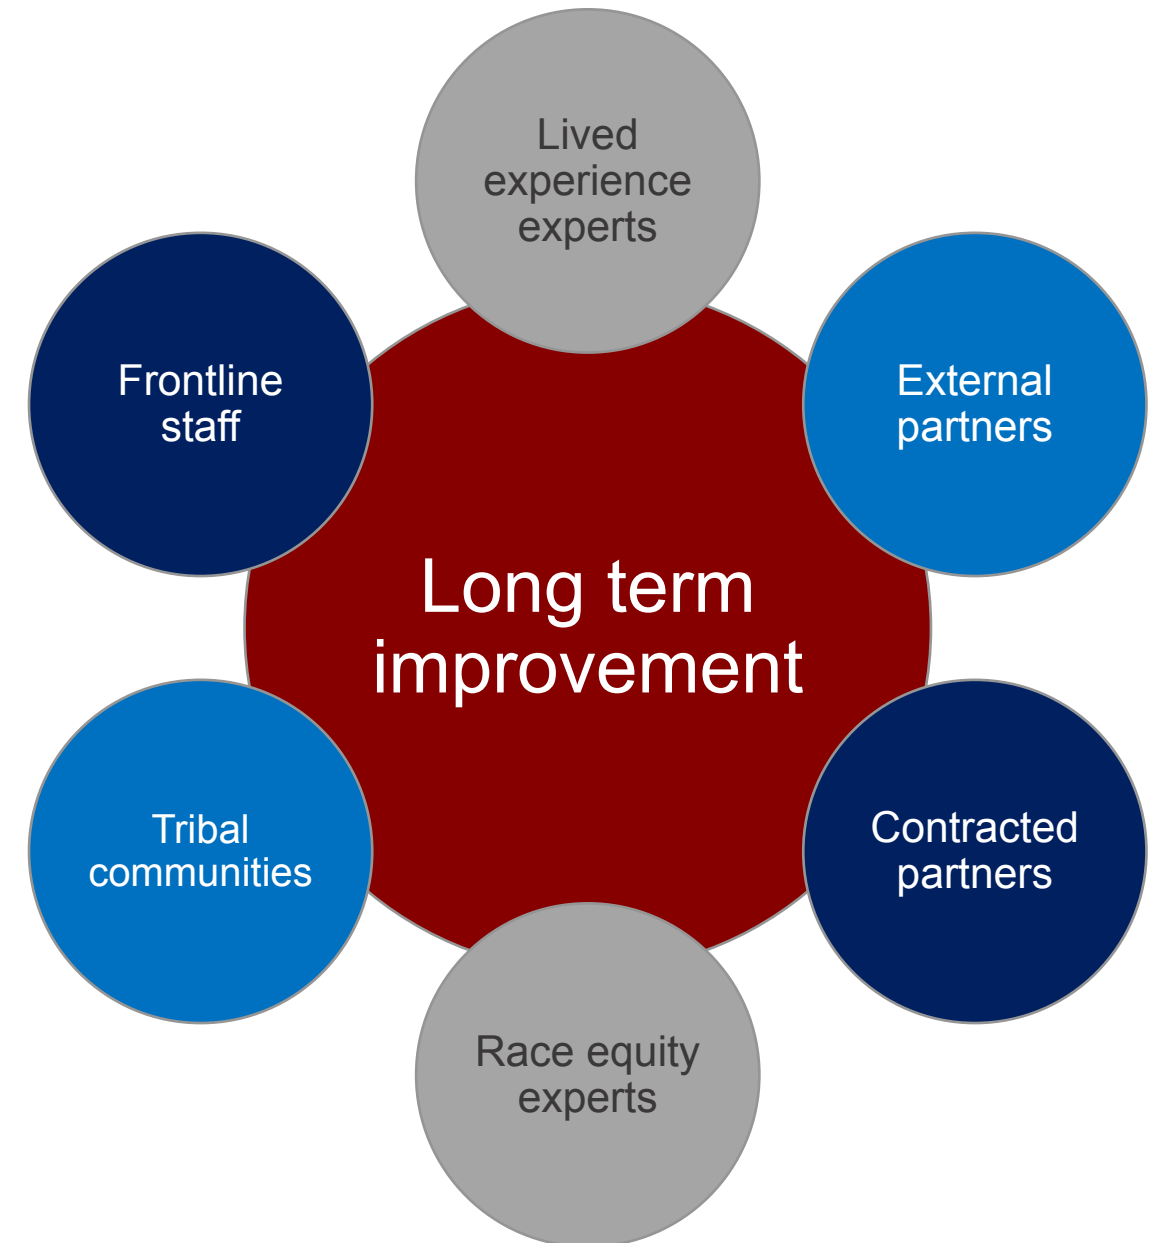 Lived
experience
experts
Frontline
staff
External
partners
Long term
improvement
Tribal
communities
Contracted
partners
Race equity
experts